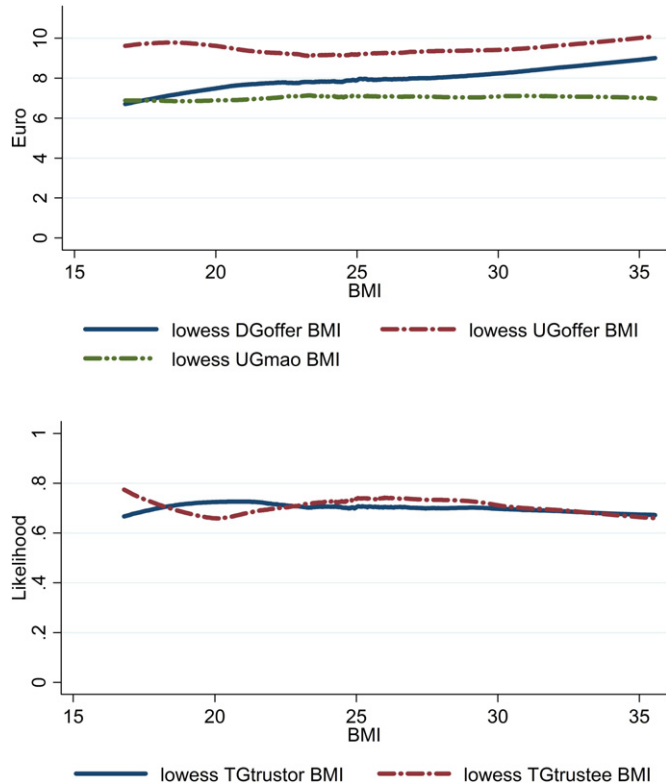 10
8
6
4
2
0
Euro
15 20 25 30 35
BMI
lowess DGoffer BMI lowess UGoffer BMI
lowess UGmao BMI
1
.8
.6
.4
.2
0
Likelihood
15 20 25 30 35
BMI
lowess TGtrustor BMI lowess TGtrustee BMI